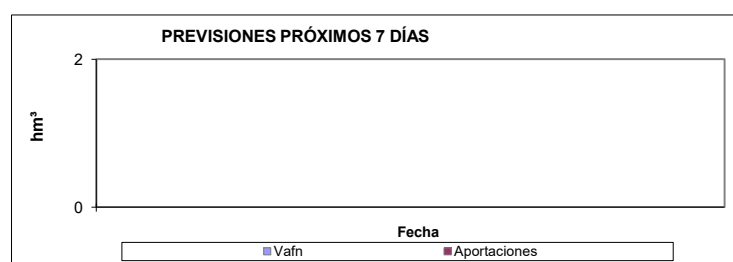 PREVISIONES PRÓXIMOS 7 DÍAS
2
hm³
0
Fecha
Vafn Aportaciones